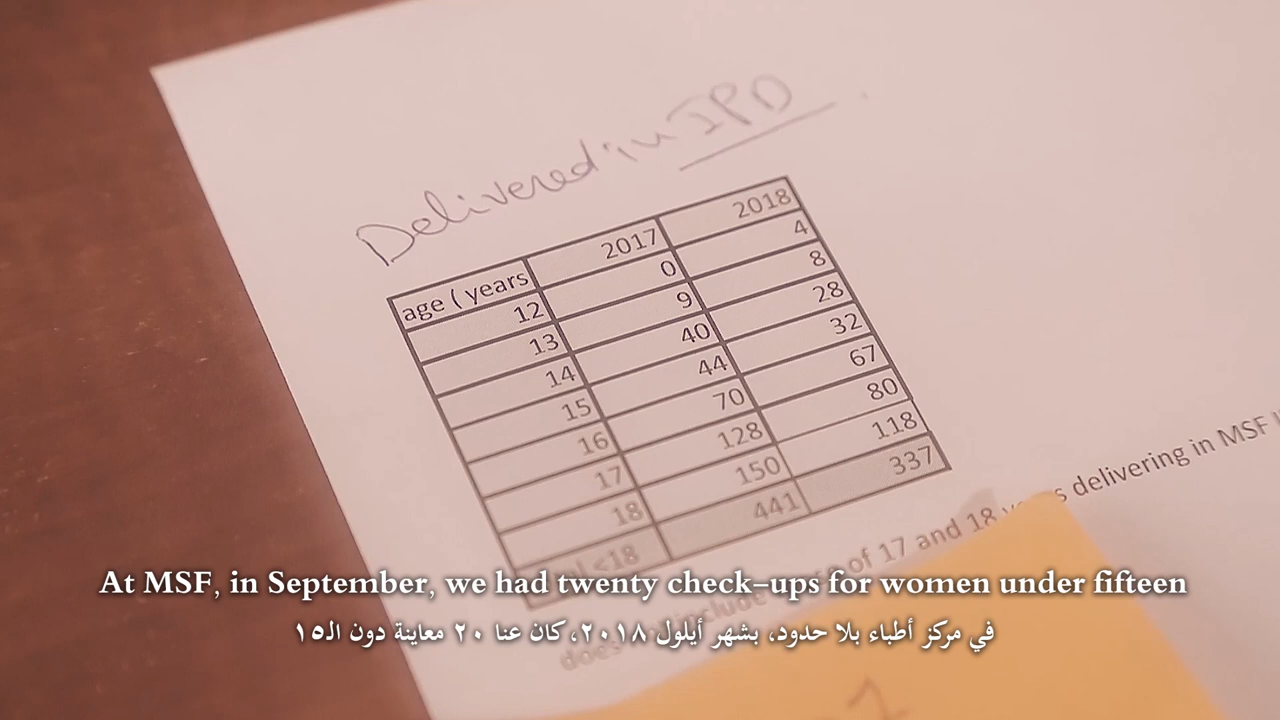 Delivered in IPD
age (years 2017 2018
12 0 4
13 9 8
14 40 28
15 44 32
16 70 67
17 128 80
18 150 118
<18 441 337
of 17 and 18 delivering in MSF
At MSF, in September, we had twenty check-ups for women under fifteen
في مركز أطباء بلا حدود، بشهر أيلول ٢٠١٨، كان عنا ٢٠ معاينة دون الـ١٥